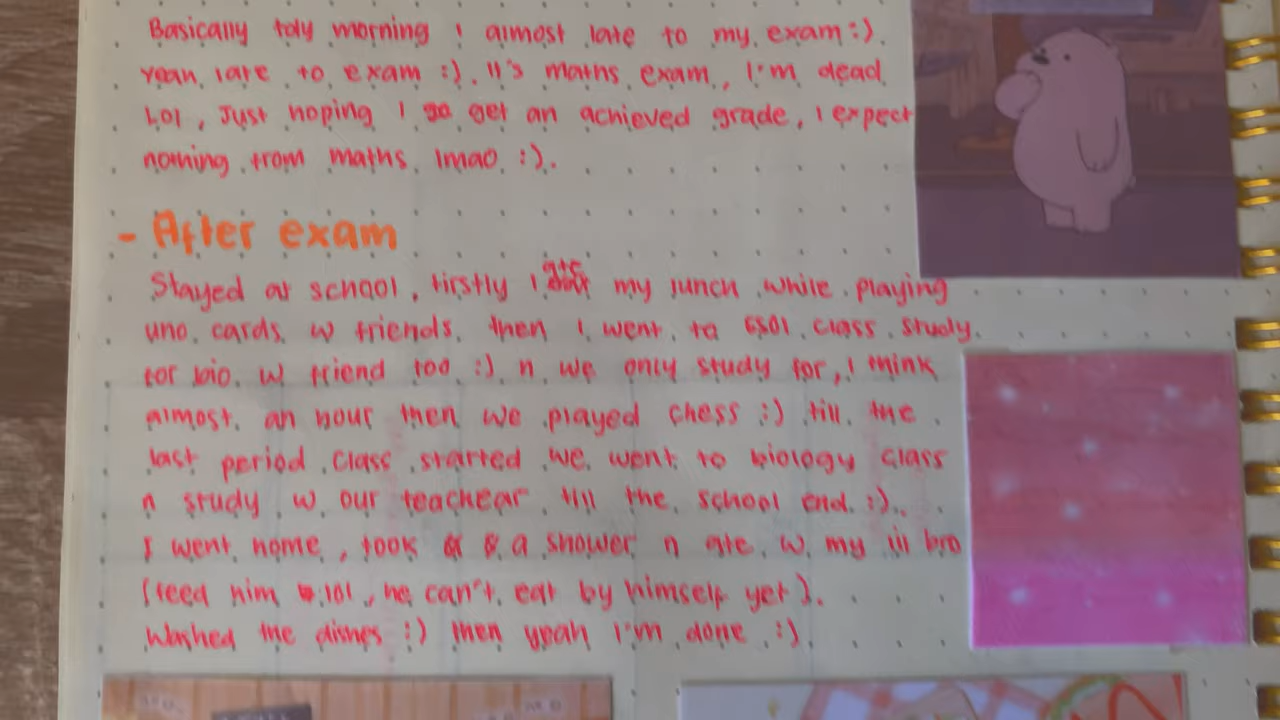 Basically tdy morning I almost late to my exam :).
yeah late to exam :). It's maths exam, I'm dead
lol, Just hoping I go get an achieved grade, I expect
nothing from maths lmao :).
- After exam
Stayed at school, firstly I ate my lunch while playing
uno cards w friends. then I went to class study
for bio w friend too :) n we only study for, I think
almost an hour then we played chess :) till the
last period class started we went to biology class
n study w our teachear till the school end :).
I went home, took a shower n ate w my lil bro
(feed him lol, he can't eat by himself yet).
Washed the dishes :) then yeah I'm done :)